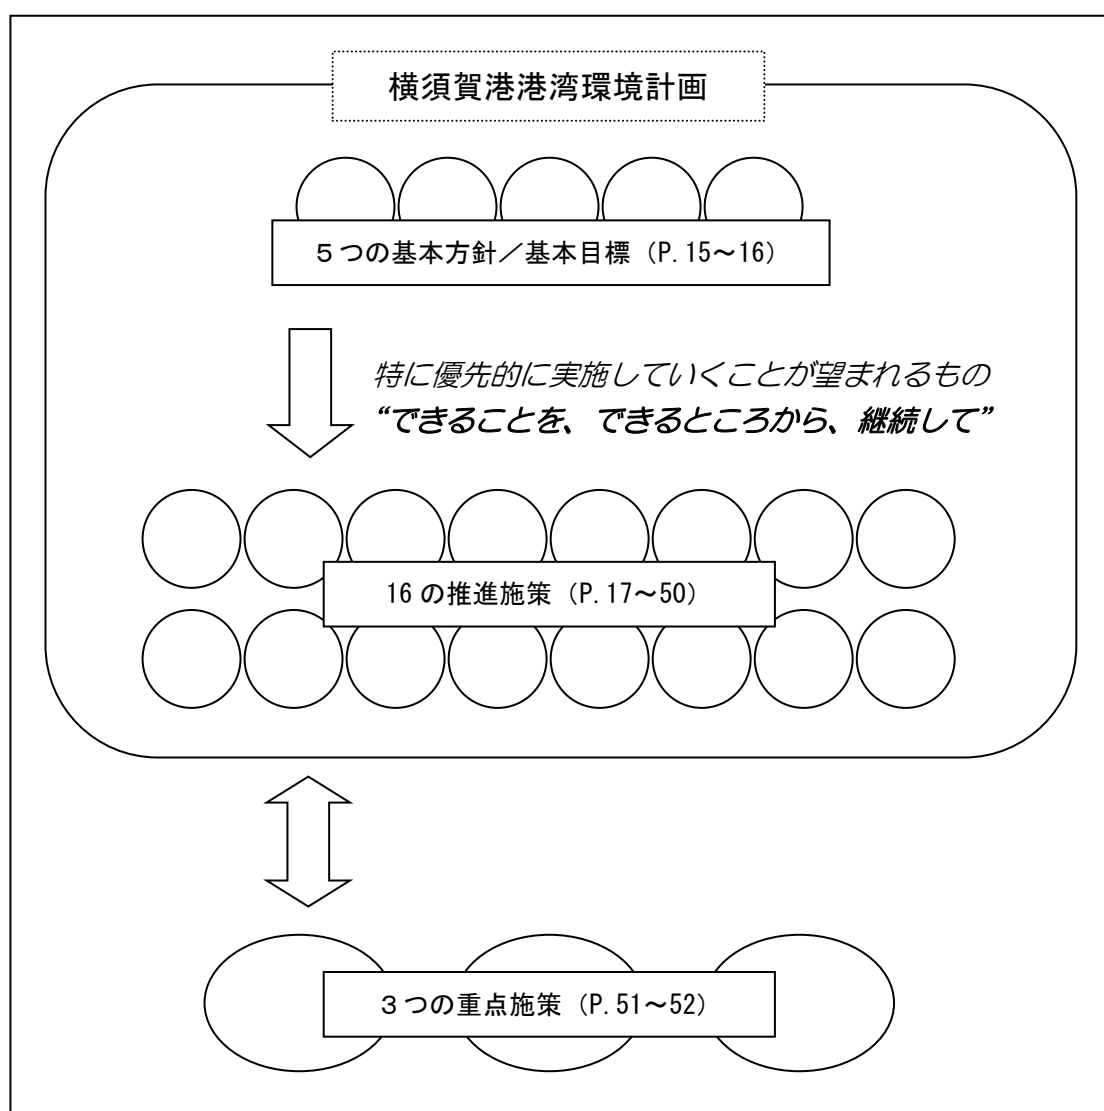 横須賀港港湾環境計画
５つの基本方針／基本目標（P.15～16）
特に優先的に実施していくことが望まれるもの
“できることを、できるところから、継続して”
16 の推進施策（P.17～50）
３つの重点施策（P.51～52）